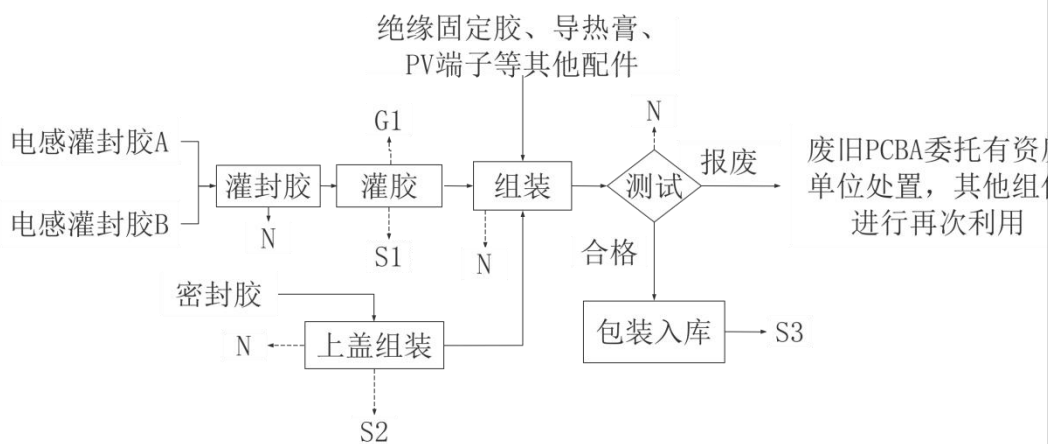 绝缘固定胶、导热膏、
PV端子等其他配件
电感灌封胶A
电感灌封胶B
灌封胶
N
G1
灌胶
S1
组装
N
N
测试
报废
废旧PCBA委托有资
单位处置，其他组
进行再次利用
合格
包装入库
S3
密封胶
N
上盖组装
S2